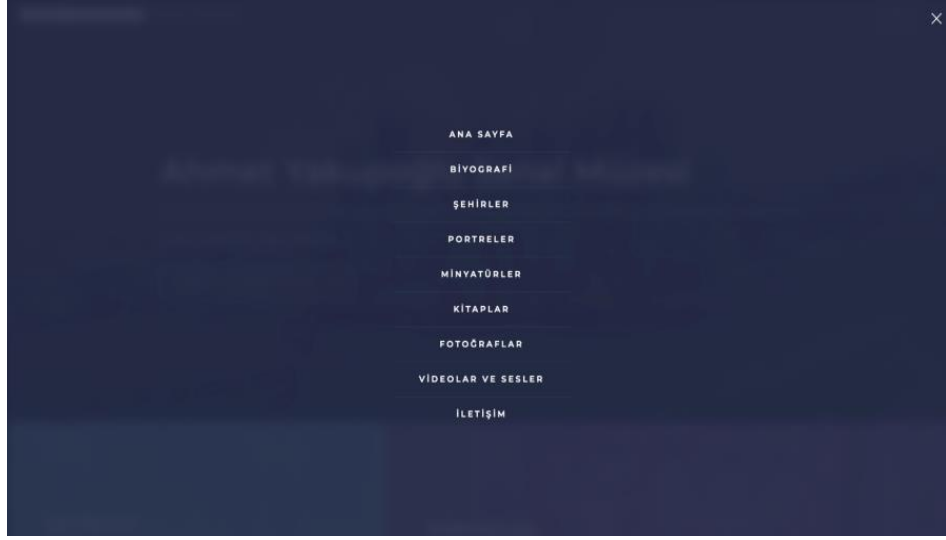 ANA SAYFA
BİYOGRAFİ
ŞEHİRLER
PORTRELER
MİNYATÜRLER
KİTAPLAR
FOTOĞRAFLAR
VİDEOLAR VE SESLER
İLETİŞİM